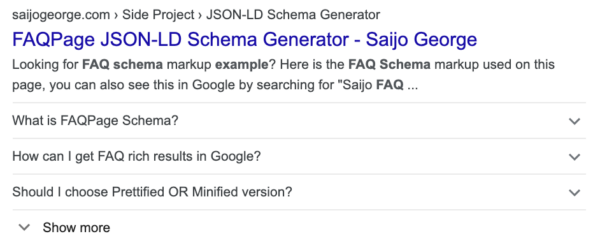 saijogeorge.com › Side Project › JSON-LD Schema Generator
FAQPage JSON-LD Schema Generator - Saijo George
Looking for FAQ schema markup example? Here is the FAQ Schema markup used on this
page, you can also see this in Google by searching for "Saijo FAQ ...
What is FAQPage Schema?
How can I get FAQ rich results in Google?
Should I choose Prettified OR Minified version?
Show more